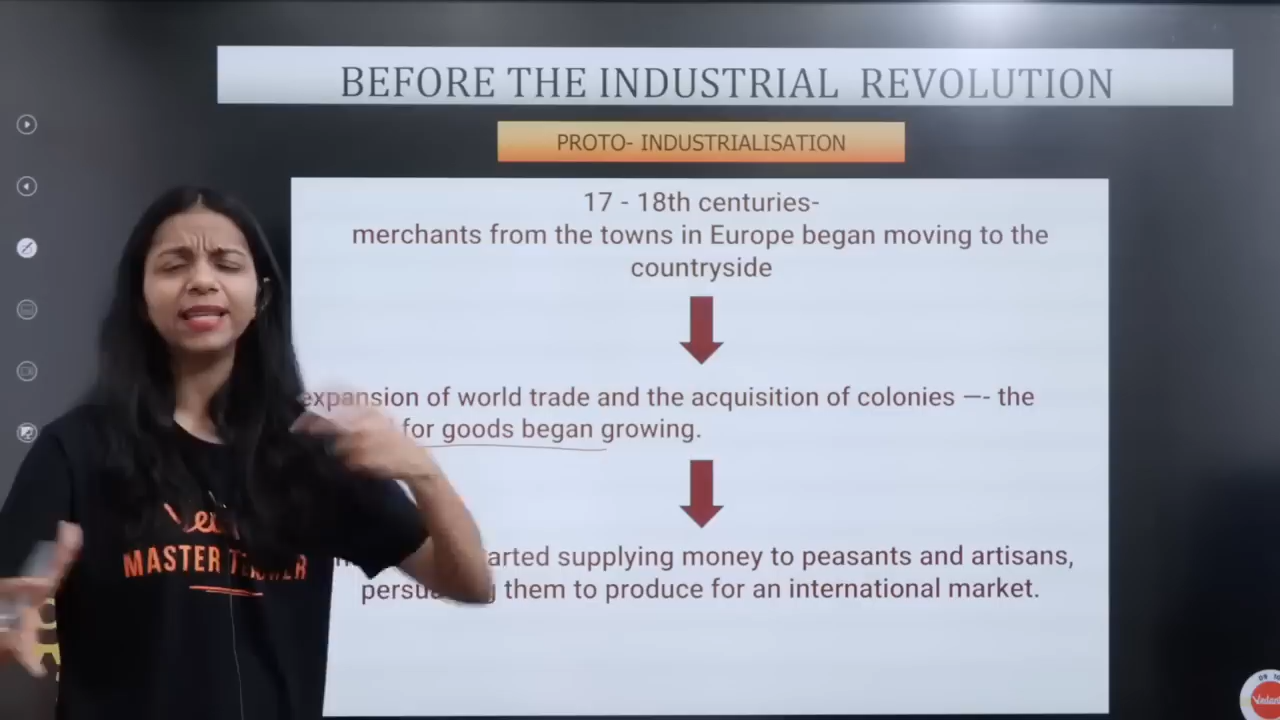 BEFORE THE INDUSTRIAL REVOLUTION
PROTO- INDUSTRIALISATION
17 - 18th centuries-
merchants from the towns in Europe began moving to the
countryside
expansion of world trade and the acquisition of colonies —- the
for goods began growing.
supplying money to peasants and artisans,
them to produce for an international market.
MASTER